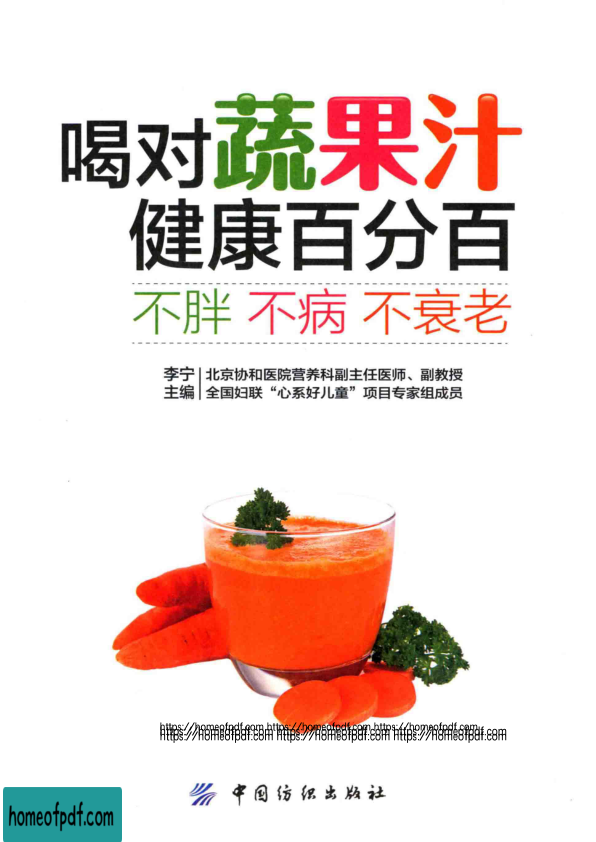 喝对蔬果汁
健康百分百
不胖 不病 不衰老
李宁 北京协和医院营养科副主任医师、副教授
主编 全国妇联“心系好儿童”项目专家组成员
https://homeofpdf.com https://homeofpdf.com https://homeofpdf.com
https://homeofpdf.com https://homeofpdf.com https://homeofpdf.com
中国纺织出版社
homeofpdf.com